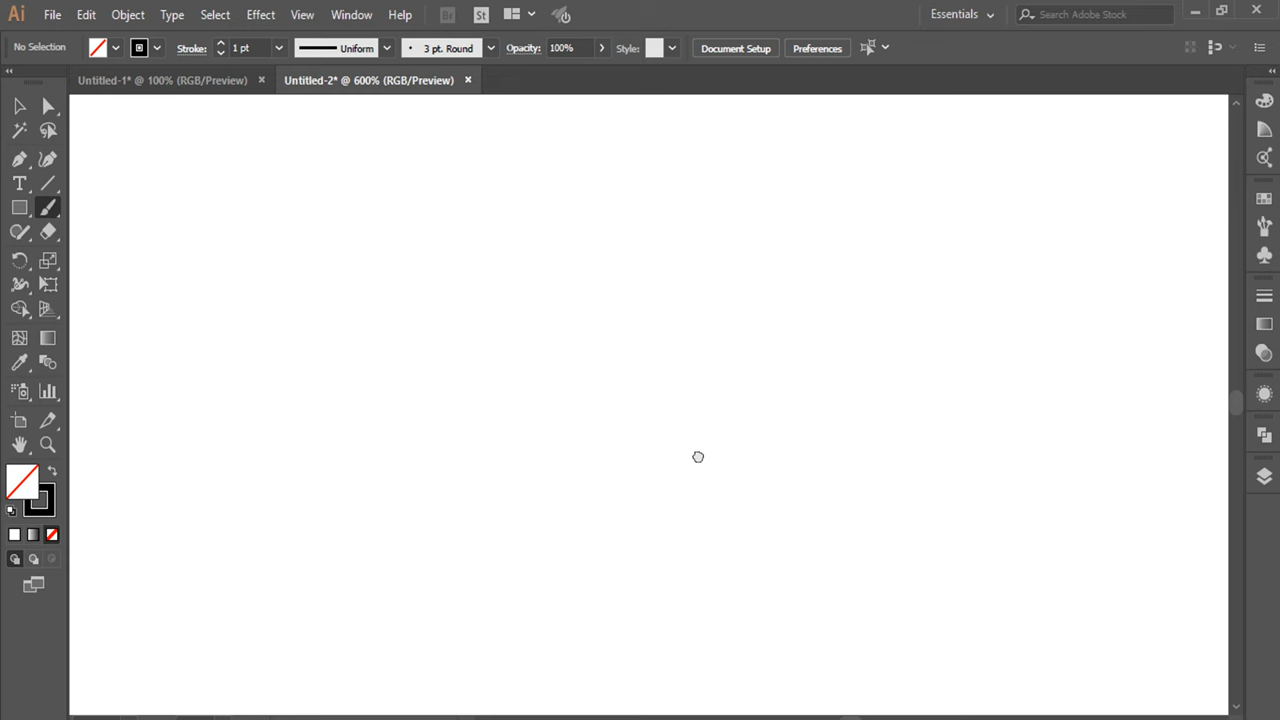 Ai File Edit Object Type Select Effect View Window Help Br St Essentials Search Adobe Stock
No Selection Stroke: 1 pt Uniform 3 pt. Round Opacity: 100% Style: Document Setup Preferences
Untitled-1* @ 100% (RGB/Preview) Untitled-2* @ 600% (RGB/Preview)